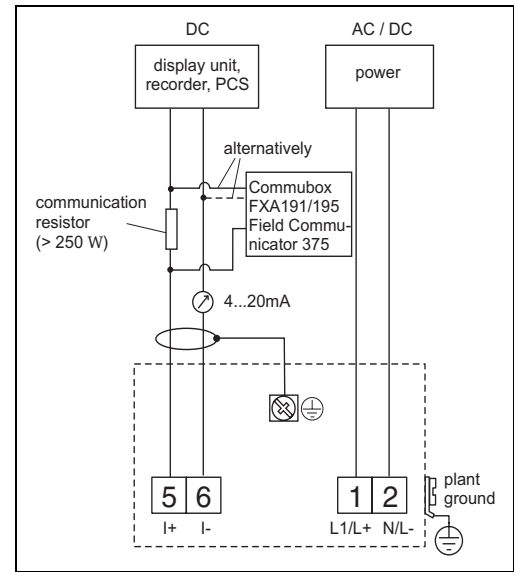 DC
AC / DC
display unit,
recorder, PCS
power
alternatively
Commubox
FXA191/195
Field Commu-
nicator 375
communication
resistor
(> 250 W)
4...20mA
5 6
1 2
I+ I-
L1/L+ N/L-
plant
ground